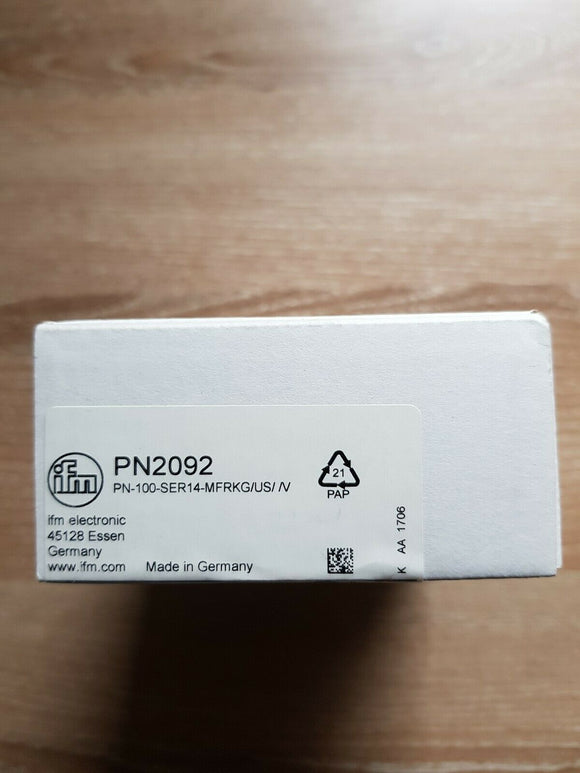 ifm
PN2092
PN-100-SER14-MFRKG/US/ /V
21
PAP
ifm electronic
45128 Essen
Germany
www.ifm.com Made in Germany
K AA 1706